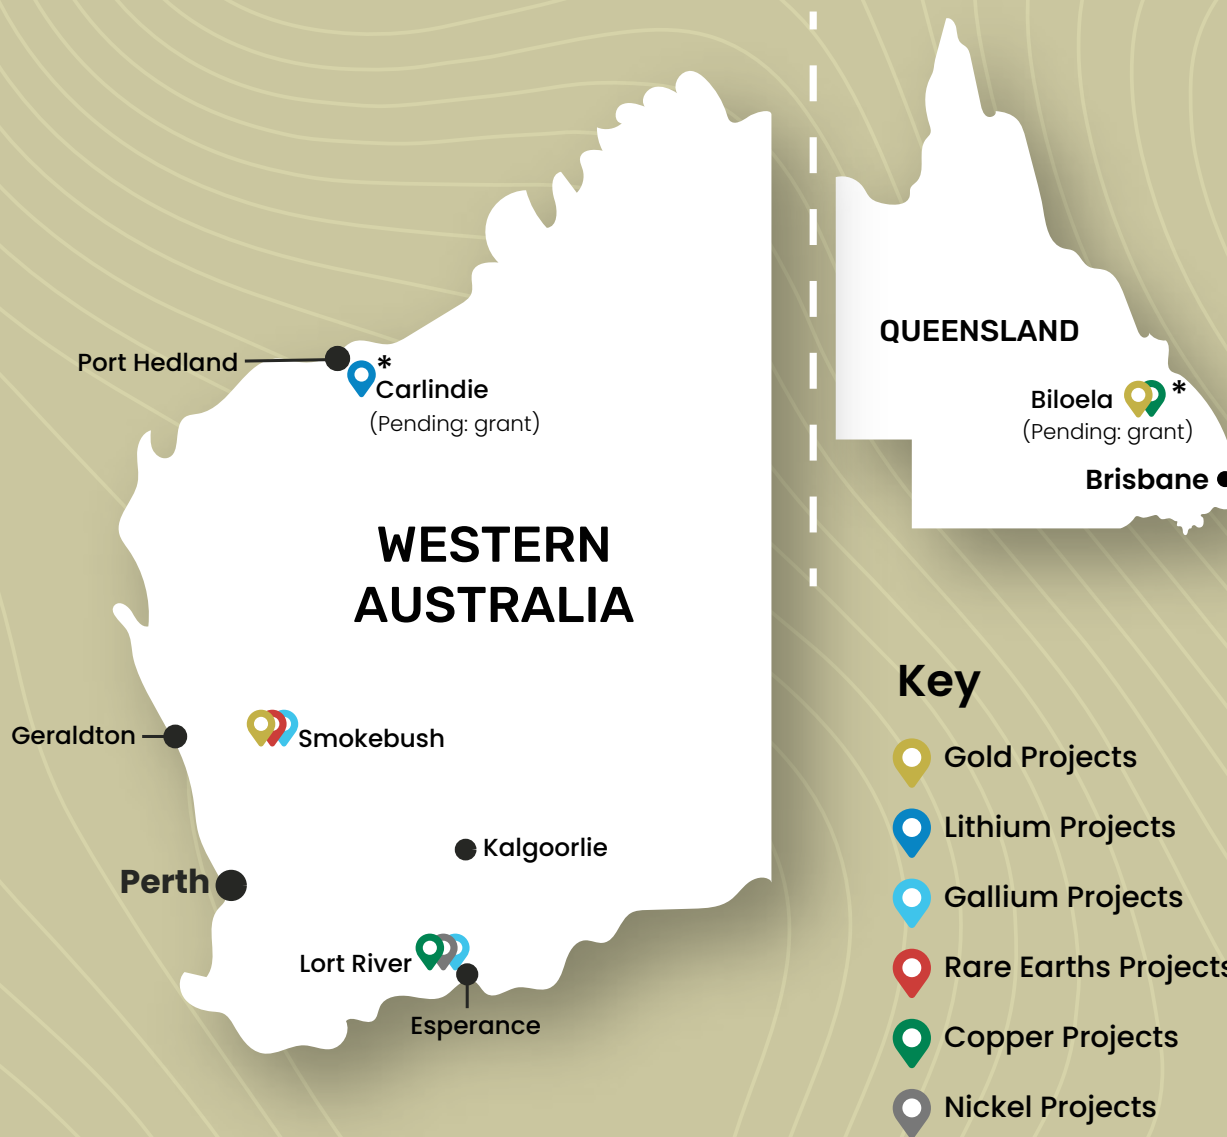 QUEENSLAND
Port Hedland
*
Carlindie
(Pending: grant)
Biloela
*
(Pending: grant)
Brisbane
WESTERN
AUSTRALIA
Geraldton
Smokebush
Kalgoorlie
Perth
Lort River
Esperance
Key
Gold Projects
Lithium Projects
Gallium Projects
Rare Earths Projects
Copper Projects
Nickel Projects